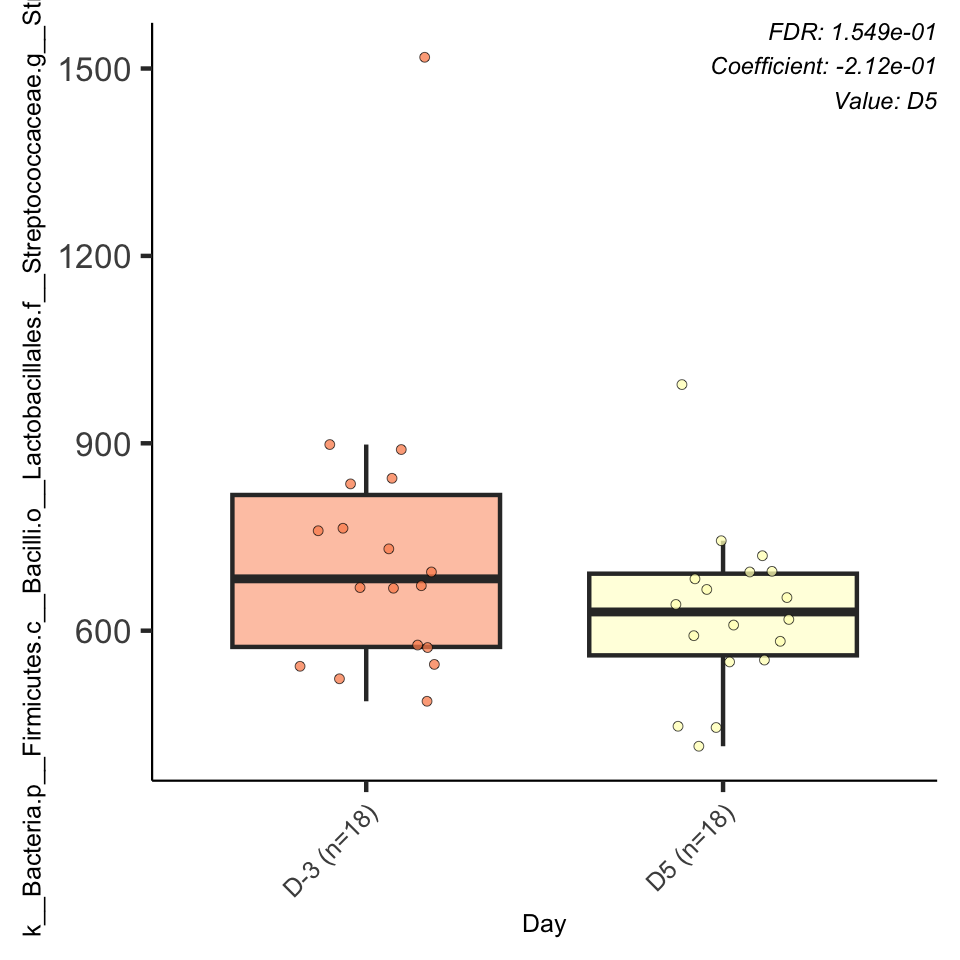 FDR: 1.549e-01
Coefficient: -2.12e-01
Value: D5
k__Bacteria.p__Firmicutes.c__Bacilli.o__Lactobacillales.f__Streptococcaceae.g__St
1500
1200
900
600
D-3 (n=18)
D5 (n=18)
Day